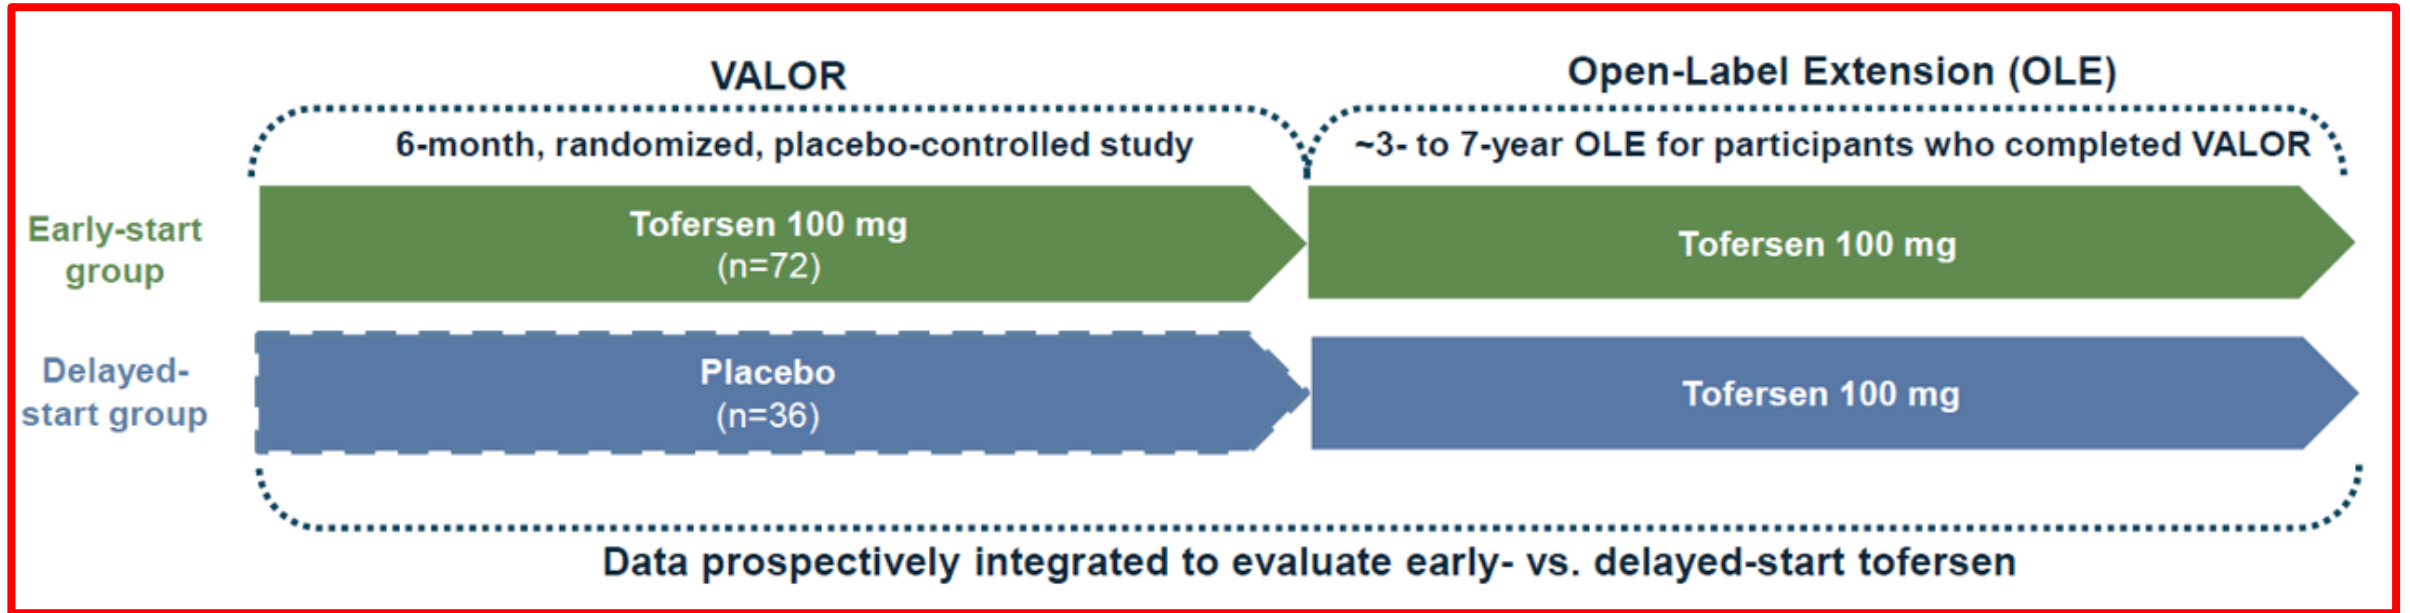 VALOR
Open-Label Extension (OLE)
6-month, randomized, placebo-controlled study
~3- to 7-year OLE for participants who completed VALOR
Early-start
group
Tofersen 100 mg
(n=72)
Tofersen 100 mg
Delayed-
start group
Placebo
(n=36)
Tofersen 100 mg
Data prospectively integrated to evaluate early- vs. delayed-start tofersen